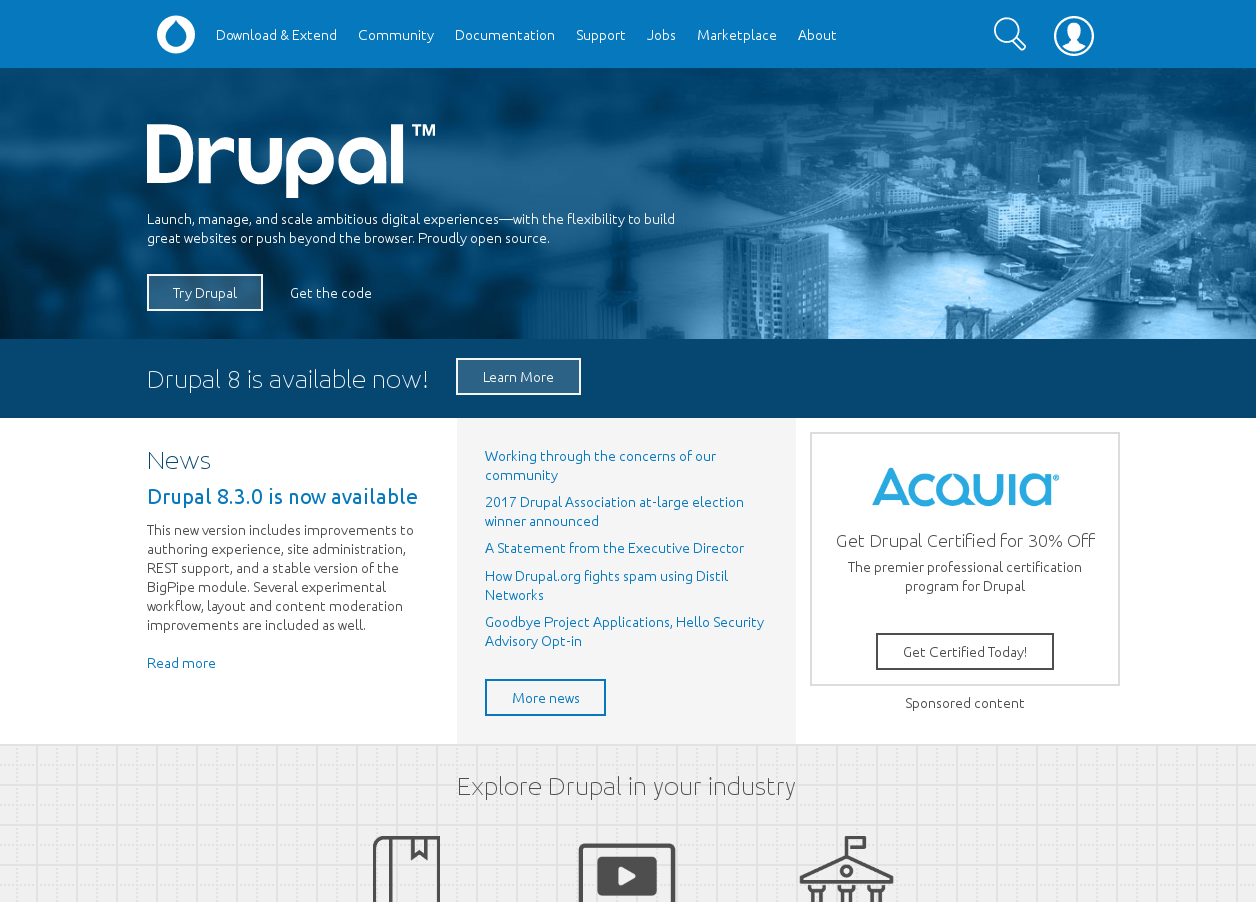 Download & Extend
Community
Documentation
Support
Jobs
Marketplace
About
Drupal™
Launch, manage, and scale ambitious digital experiences—with the flexibility to build
great websites or push beyond the browser. Proudly open source.
Try Drupal
Get the code
Drupal 8 is available now!
Learn More
News
Drupal 8.3.0 is now available
This new version includes improvements to
authoring experience, site administration,
REST support, and a stable version of the
BigPipe module. Several experimental
workflow, layout and content moderation
improvements are included as well.
Read more
Working through the concerns of our
community
2017 Drupal Association at-large election
winner announced
A Statement from the Executive Director
How Drupal.org fights spam using Distil
Networks
Goodbye Project Applications, Hello Security
Advisory Opt-in
More news
Acquia®
Get Drupal Certified for 30% Off
The premier professional certification
program for Drupal
Get Certified Today!
Sponsored content
Explore Drupal in your industry